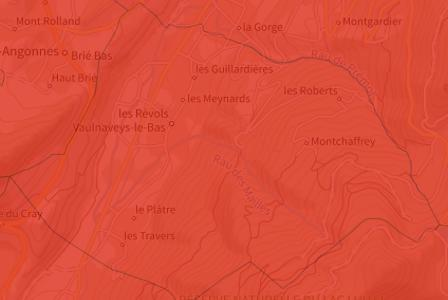 Mont Rolland
la Gorge
Montgardier
-Angonnes
Brié Bas
Haut Brié
les Guillardières
les Meynards
les Roberts
les Révols
Vaulnaveys-le-Bas
Montchaffrey
Rau des Mailles
e du Cray
le Plâtre
les Travers